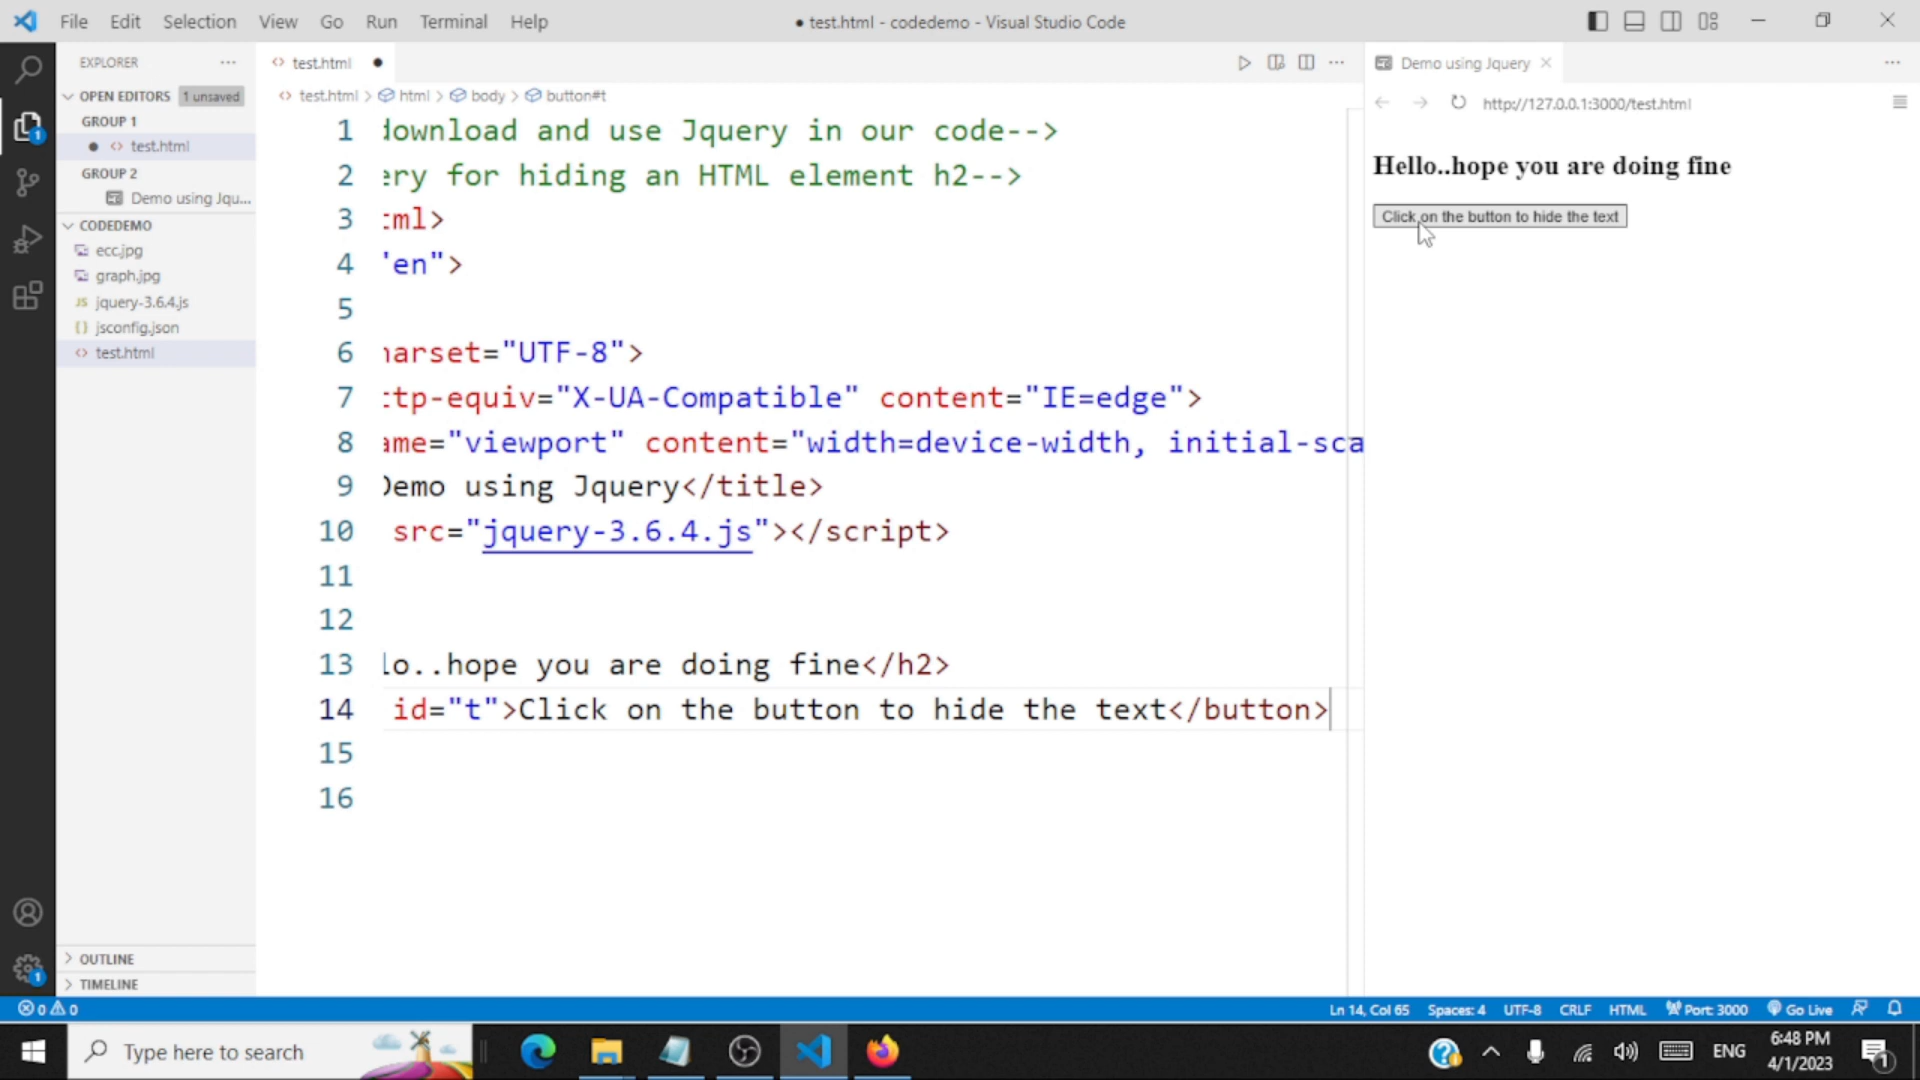 File Edit Selection View Go Run Terminal Help
● test.html - codedemo - Visual Studio Code
EXPLORER
OPEN EDITORS 1 unsaved
GROUP 1
test.html
GROUP 2
Demo using Jqu...
CODEDEMO
ecc.jpg
graph.jpg
JS jquery-3.6.4.js
{} jsconfig.json
<> test.html
OUTLINE
TIMELINE
<> test.html ●
<> test.html > html > body > button#t
1 download and use Jquery in our code-->
2 ery for hiding an HTML element h2-->
3 tml>
4 "en">
5
6 harset="UTF-8">
7 ttp-equiv="X-UA-Compatible" content="IE=edge">
8 ame="viewport" content="width=device-width, initial-sca
9 Demo using Jquery</title>
10 src="jquery-3.6.4.js"></script>
11
12
13 lo..hope you are doing fine</h2>
14 id="t">Click on the button to hide the text</button>
15
16
Demo using Jquery
http://127.0.0.1:3000/test.html
Hello..hope you are doing fine
Click on the button to hide the text
0 0
Ln 14, Col 65 Spaces: 4 UTF-8 CRLF HTML Port: 3000 Go Live
Type here to search
ENG
6:48 PM
4/1/2023
1